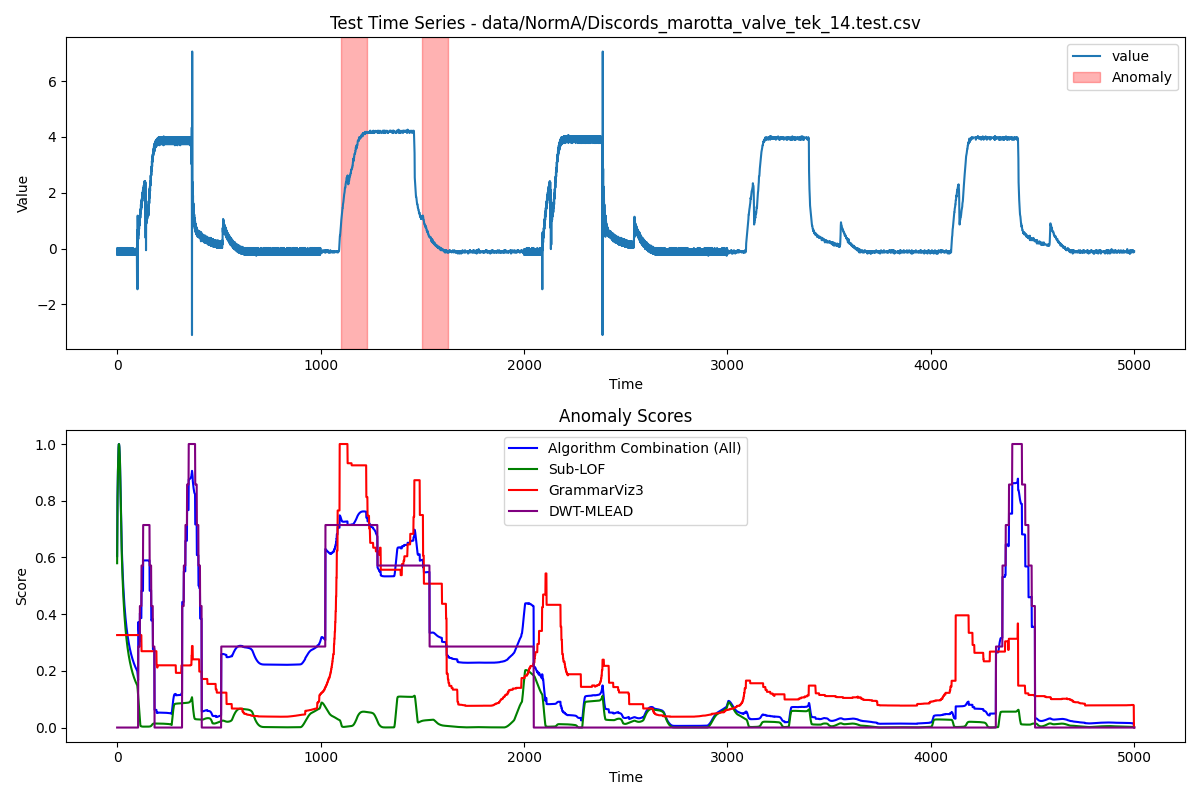 Test Time Series - data/NormA/Discords_marotta_valve_tek_14.test.csv
value
Anomaly
Value
6
4
2
0
−2
0
1000
2000
3000
4000
5000
Time
Anomaly Scores
Algorithm Combination (All)
Sub-LOF
GrammarViz3
DWT-MLEAD
Score
1.0
0.8
0.6
0.4
0.2
0.0
0
1000
2000
3000
4000
5000
Time